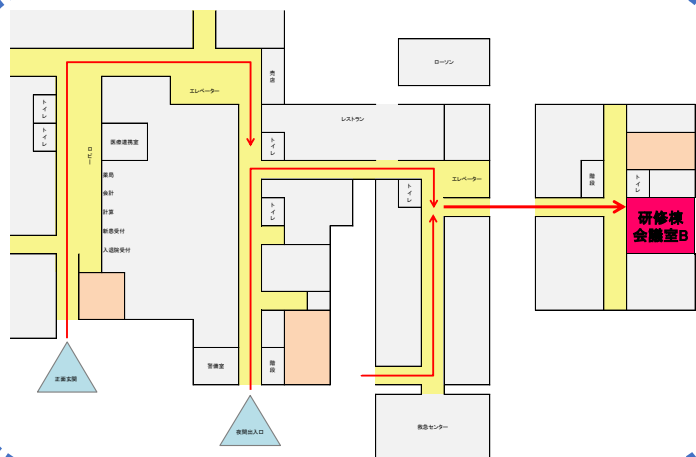 ローソン
売店
エレベーター
トイレ
トイレ
レストラン
ロビー
医療連携室
トイレ
薬局
会計
計算
新患受付
入退院受付
トイレ
トイレ
エレベーター
階段
トイレ
研修棟
会議室B
警備室
階段
正面玄関
夜間出入口
救急センター